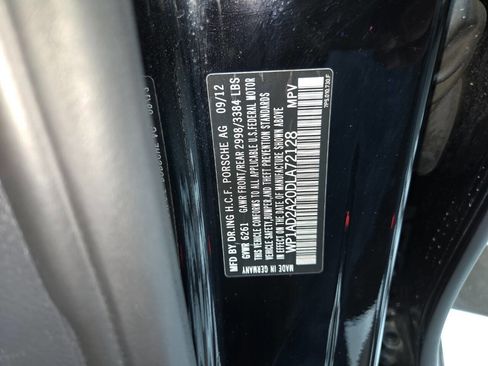 MFD. BY DR.ING H.C.F. PORSCHE AG 09/12
GVWR 6261 GAWR FRONT/REAR 2998/3384 LBS
THIS VEHICLE CONFORMS TO ALL APPLICABLE U.S.FEDERAL MOTOR
VEHICLE SAFETY,BUMPER,AND THEFT PREVENTION STANDARDS
IN EFFECT ON THE DATE OF MANUFACTURE SHOWN ABOVE
WP1AD2A20DLA72128 MPV
MADE IN GERMANY